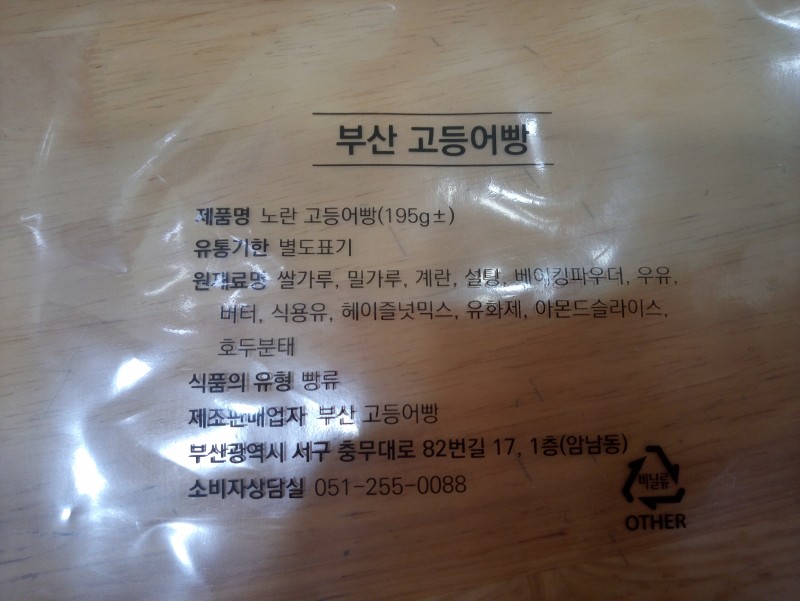 부산 고등어빵
제품명 노란 고등어빵(195g±)
유통기한 별도표기
원재료명 쌀가루, 밀가루, 계란, 설탕, 베이킹파우더, 우유,
버터, 식용유, 헤이즐넛믹스, 유화제, 아몬드슬라이스,
호두분태
식품의 유형 빵류
제조판매업자 부산 고등어빵
부산광역시 서구 충무대로 82번길 17, 1층(암남동)
소비자상담실 051-255-0088
비닐류
OTHER